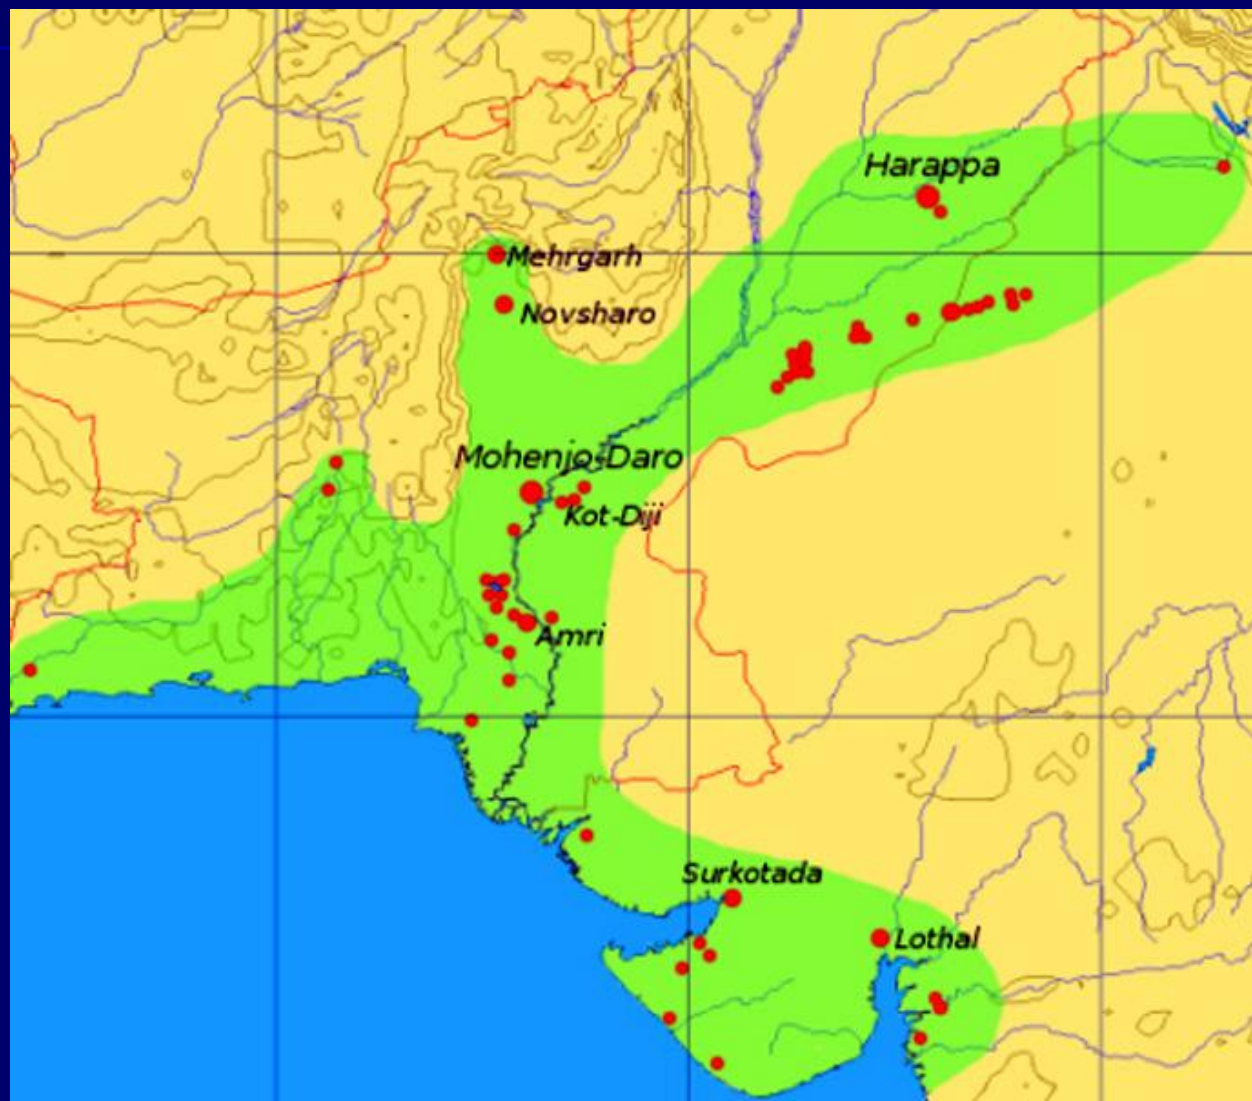 Harappa
Mehrgarh
Novsharo
Mohenjo-Daro
Kot-Diji
Amri
Surkotada
Lothal